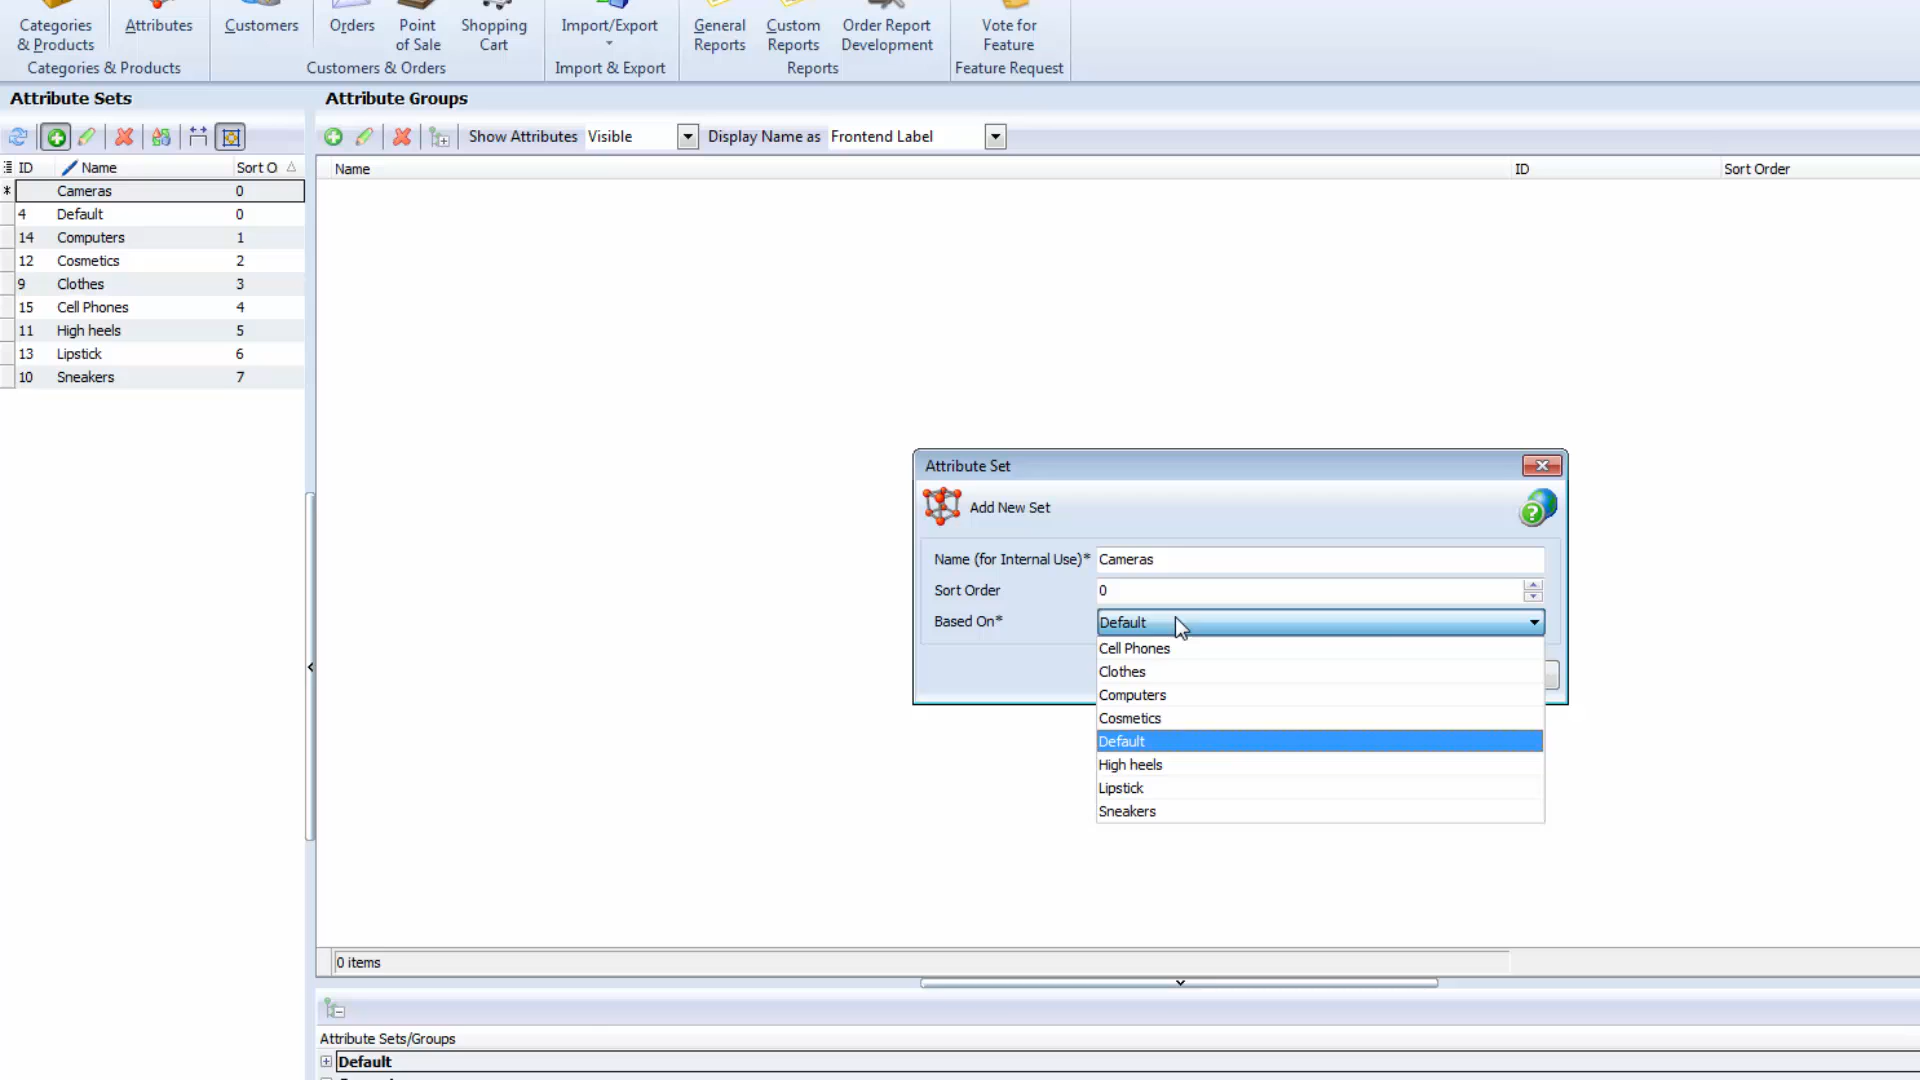 Categories & Products
Attributes
Customers
Orders
Point of Sale
Shopping Cart
Import/Export
General Reports
Custom Reports
Order Report Development
Vote for Feature
Categories & Products
Customers & Orders
Import & Export
Reports
Feature Request
Attribute Sets
Attribute Groups
Show Attributes Visible Display Name as Frontend Label
ID Name Sort O
Name ID Sort Order
* Cameras 0
4 Default 0
14 Computers 1
12 Cosmetics 2
9 Clothes 3
15 Cell Phones 4
11 High heels 5
13 Lipstick 6
10 Sneakers 7
Attribute Set
Add New Set
Name (for Internal Use)* Cameras
Sort Order 0
Based On* Default
Cell Phones
Clothes
Computers
Cosmetics
Default
High heels
Lipstick
Sneakers
0 items
Attribute Sets/Groups
Default